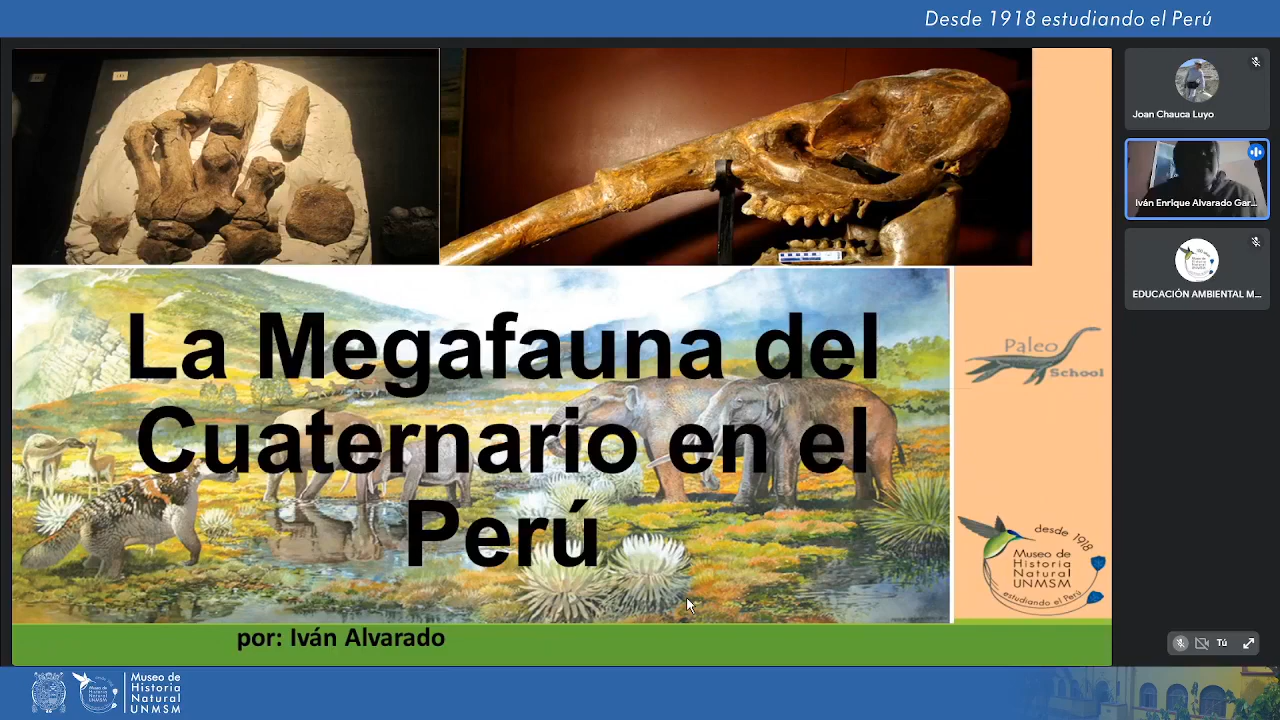 Desde 1918 estudiando el Perú
La Megafauna del
Cuaternario en el
Perú
por: Iván Alvarado
Paleo
School
desde 1918
Museo de
Historia
Natural
UNMSM
estudiando el Perú
Joan Chauca Luyo
Iván Enrique Alvarado Gar...
EDUCACIÓN AMBIENTAL M...
Tú
Museo de
Historia
Natural
UNMSM